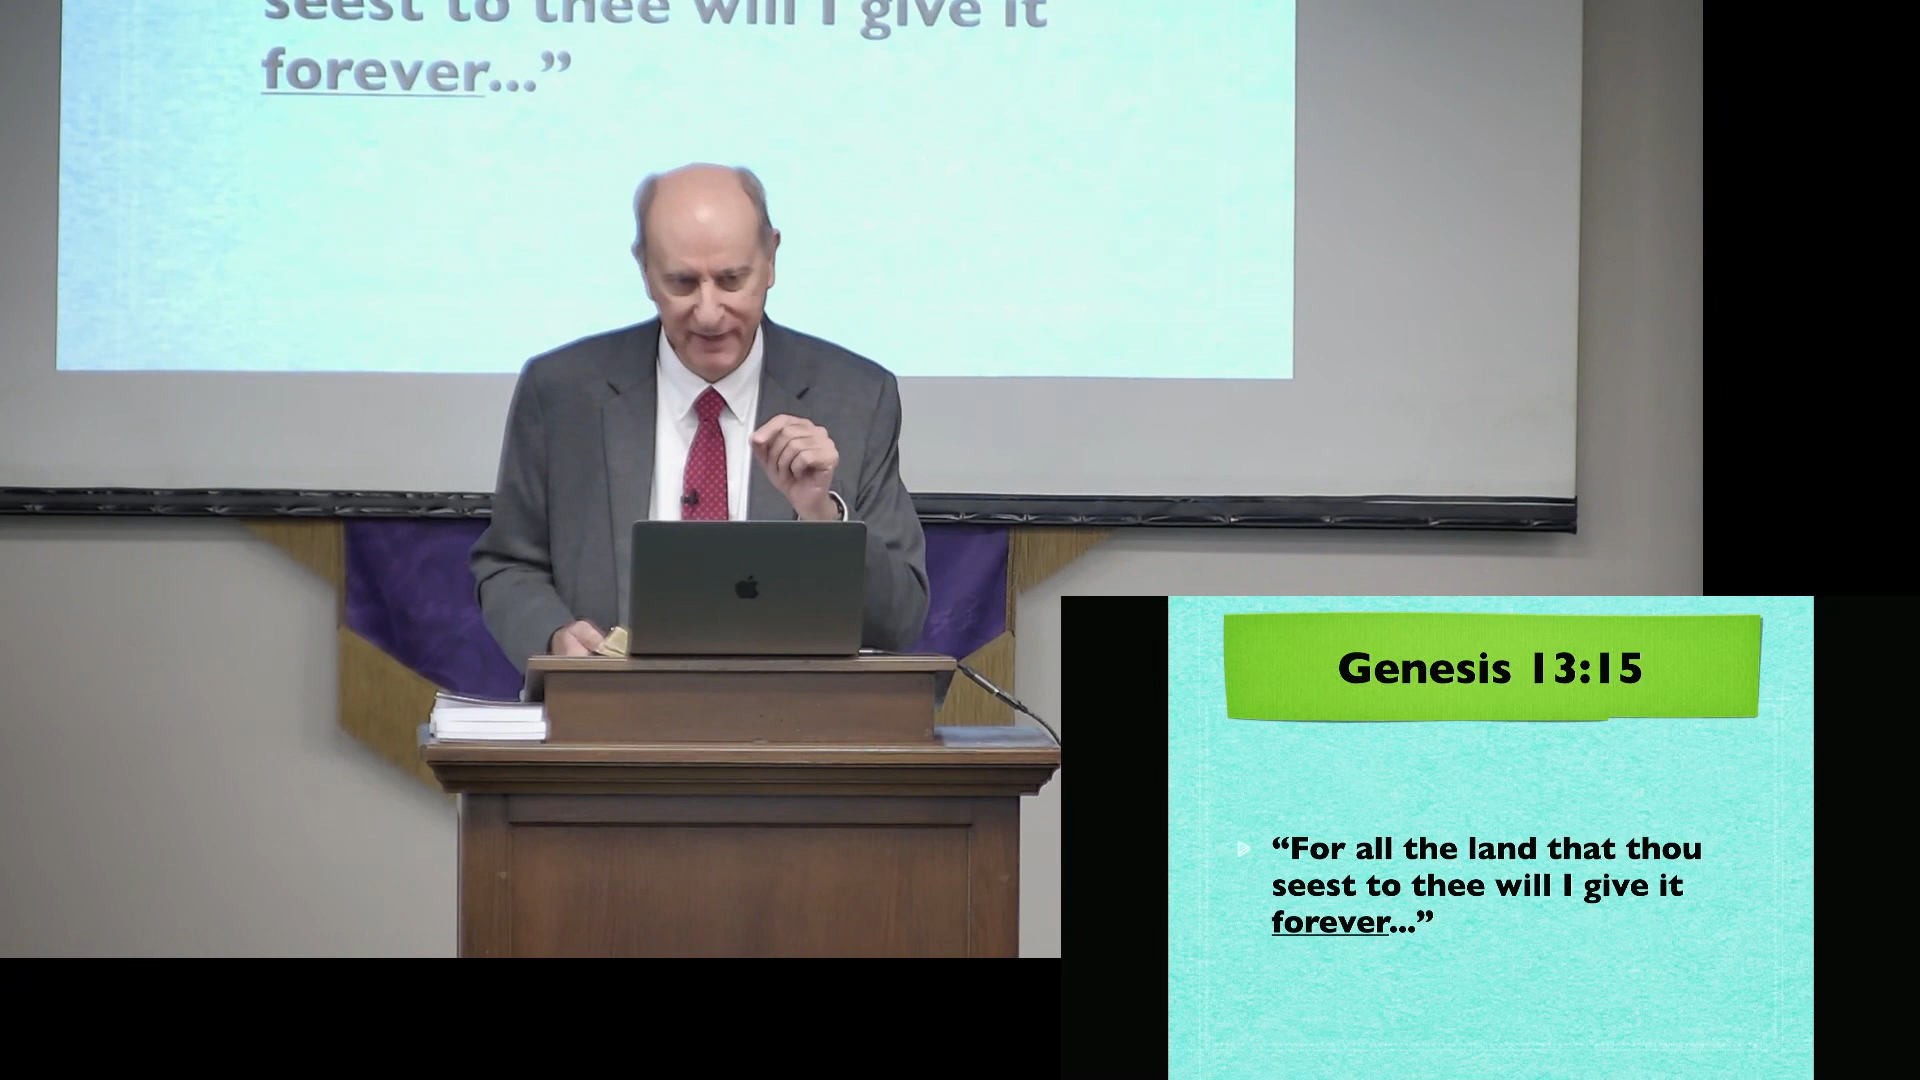 seest to thee will I give it
forever...”
Genesis 13:15
“For all the land that thou
seest to thee will I give it
forever...”